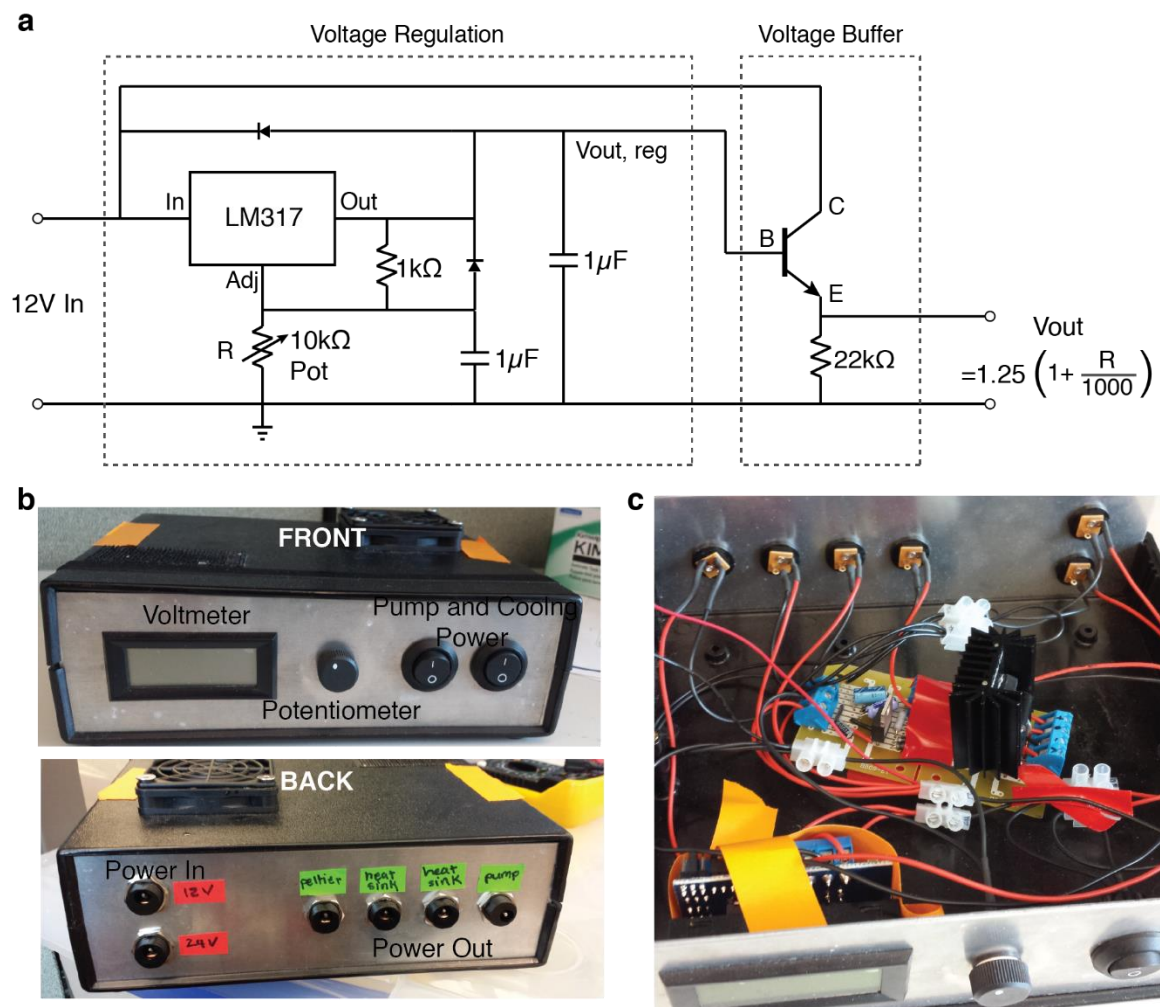 a
Voltage Regulation
Voltage Buffer
Vout, reg
In
LM317
Out
C
B
Adj
1kΩ
1µF
E
12V In
R
10kΩ
Pot
1µF
22kΩ
Vout
=1.25 (1+ R/1000)
b
FRONT
KIM
Voltmeter
Pump and Cooling
Power
Potentiometer
BACK
Power In
12V
24V
peltier
heat
sink
heat
sink
pump
Power Out
c